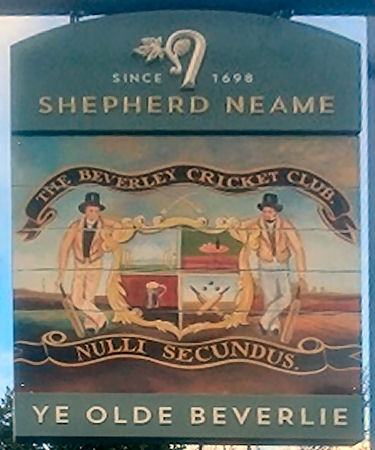 SINCE 1698
SHEPHERD NEAME
THE BEVERLEY CRICKET CLUB.
NULLI SECUNDUS.
YE OLDE BEVERLIE